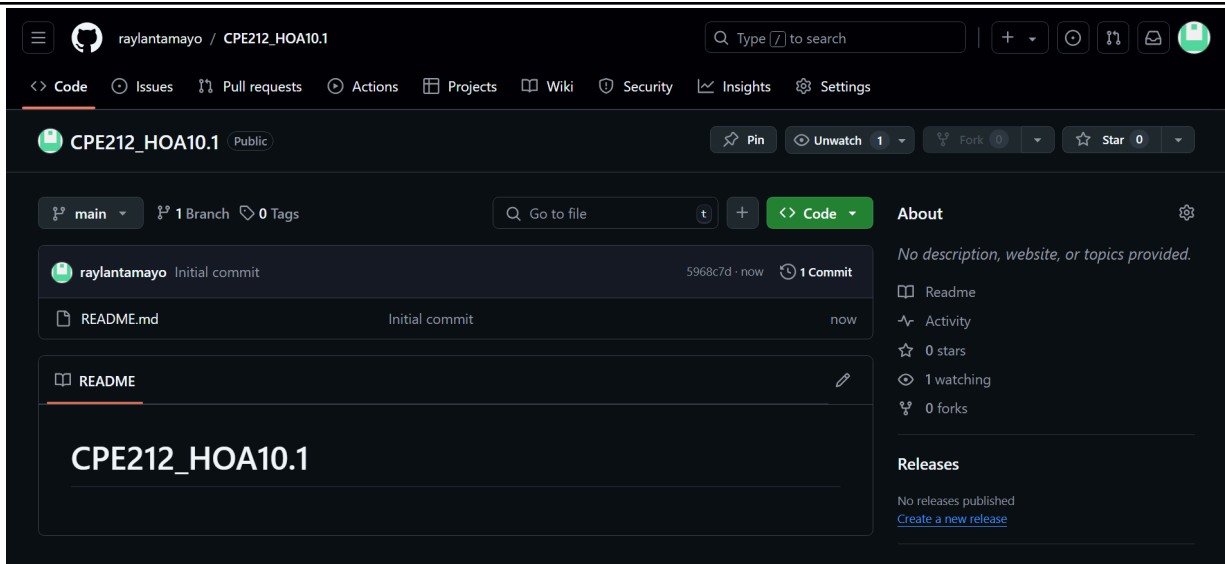 raylantamayo / CPE212_HOA10.1
Type / to search
Code Issues Pull requests Actions Projects Wiki Security Insights Settings
CPE212_HOA10.1 Public
Pin Unwatch 1 Fork 0 Star 0
main 1 Branch 0 Tags
Go to file t
Code
raylantamayo Initial commit 5968c7d · now 1 Commit
README.md Initial commit now
README
CPE212_HOA10.1
About
No description, website, or topics provided.
Readme
Activity
0 stars
1 watching
0 forks
Releases
No releases published
Create a new release